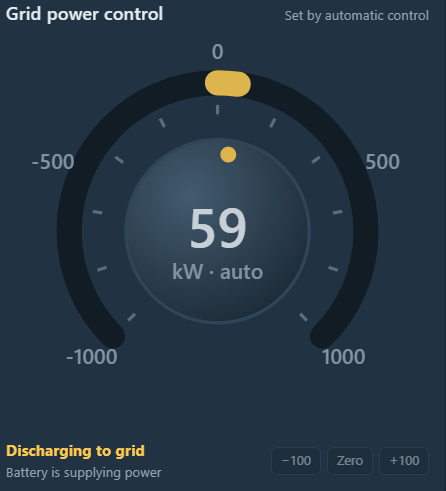 Grid power control
Set by automatic control
0
-500
500
59
kW · auto
-1000
1000
Discharging to grid
Battery is supplying power
−100
Zero
+100